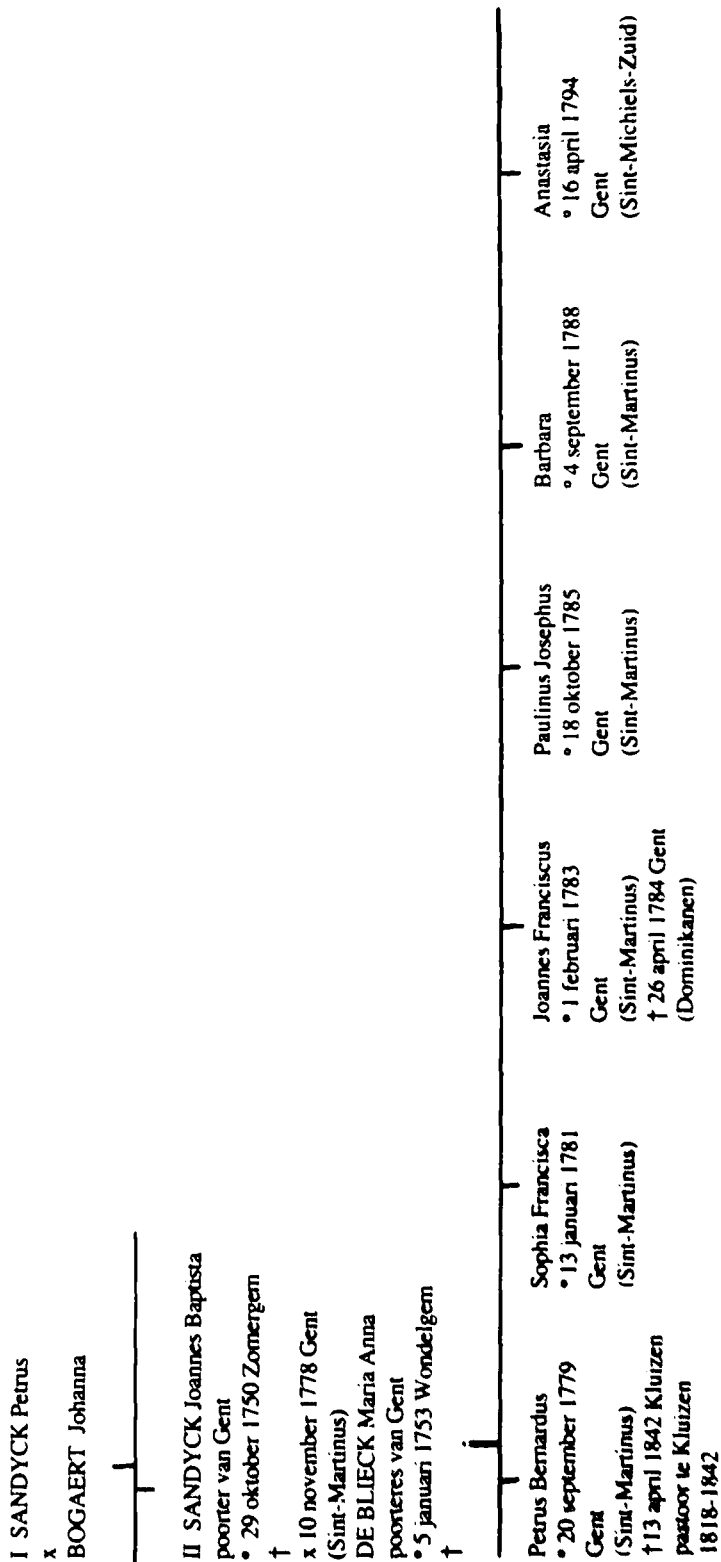 I SANDYCK Petrus
x
BOGAERT Johanna
II SANDYCK Joannes Baptista
poorter van Gent
° 29 oktober 1750 Zomergem
†
x 10 november 1778 Gent
(Sint-Martinus)
DE BLIECK Maria Anna
poorteres van Gent
° 5 januari 1753 Wondelgem
†
Petrus Bernardus
° 20 september 1779
Gent
(Sint-Martinus)
† 13 april 1842 Kluizen
pastoor te Kluizen
1818-1842
Sophia Francisca
° 13 januari 1781
Gent
(Sint-Martinus)
Joannes Franciscus
° 1 februari 1783
Gent
(Sint-Martinus)
† 26 april 1784 Gent
(Dominikanen)
Paulinus Josephus
° 18 oktober 1785
Gent
(Sint-Martinus)
Barbara
° 4 september 1788
Gent
(Sint-Martinus)
Anastasia
° 16 april 1794
Gent
(Sint-Michiels-Zuid)